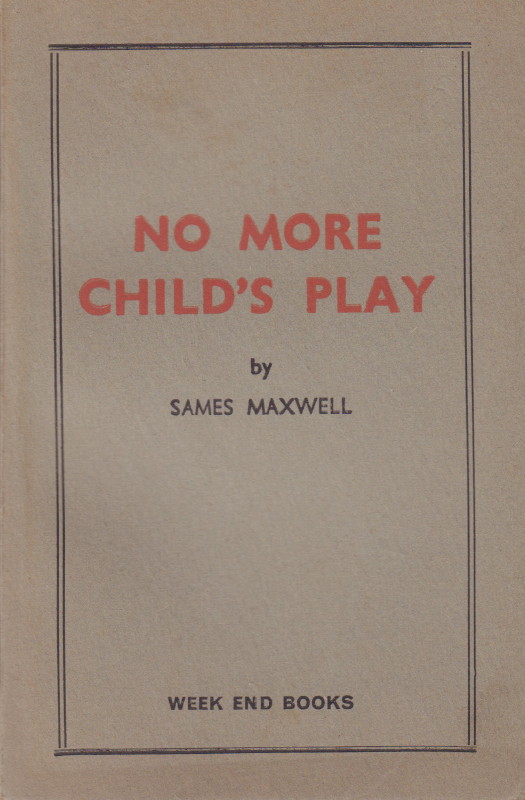 NO MORE
CHILD'S PLAY
by
SAMES MAXWELL
WEEK END BOOKS